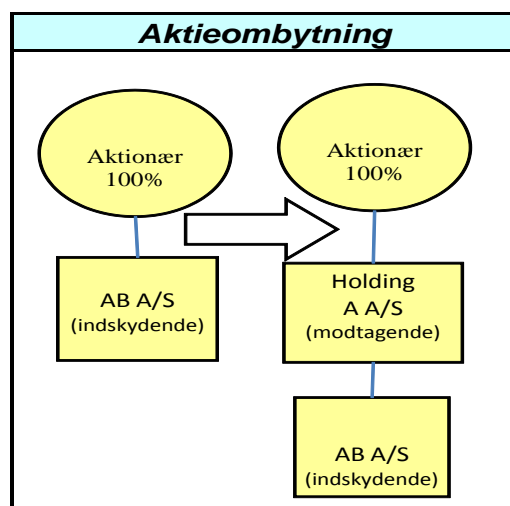 Aktieombytning
Aktionær
100%
AB A/S
(indskydende)
Aktionær
100%
Holding
A A/S
(modtagende)
AB A/S
(indskydende)